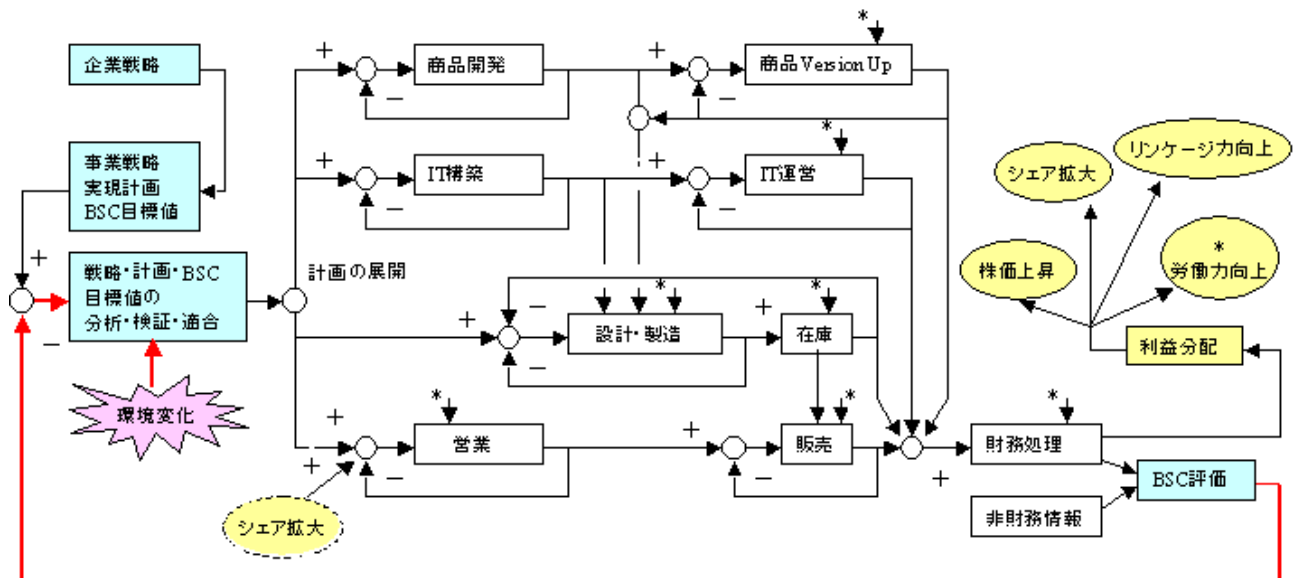 企業戦略
事業戦略
実現計画
BSC目標値
+
−
戦略・計画・BSC
目標値の
分析・検証・適合
環境変化
計画の展開
+
−
商品開発
+
−
*
商品Version Up
+
−
IT構築
+
−
*
IT運営
+
−
−
*
設計・製造
+
*
在庫
+
+
−
*
営業
シェア拡大
+
−
*
販売
+
*
財務処理
非財務情報
BSC評価
利益分配
株価上昇
シェア拡大
リンケージ力向上
*
労働力向上